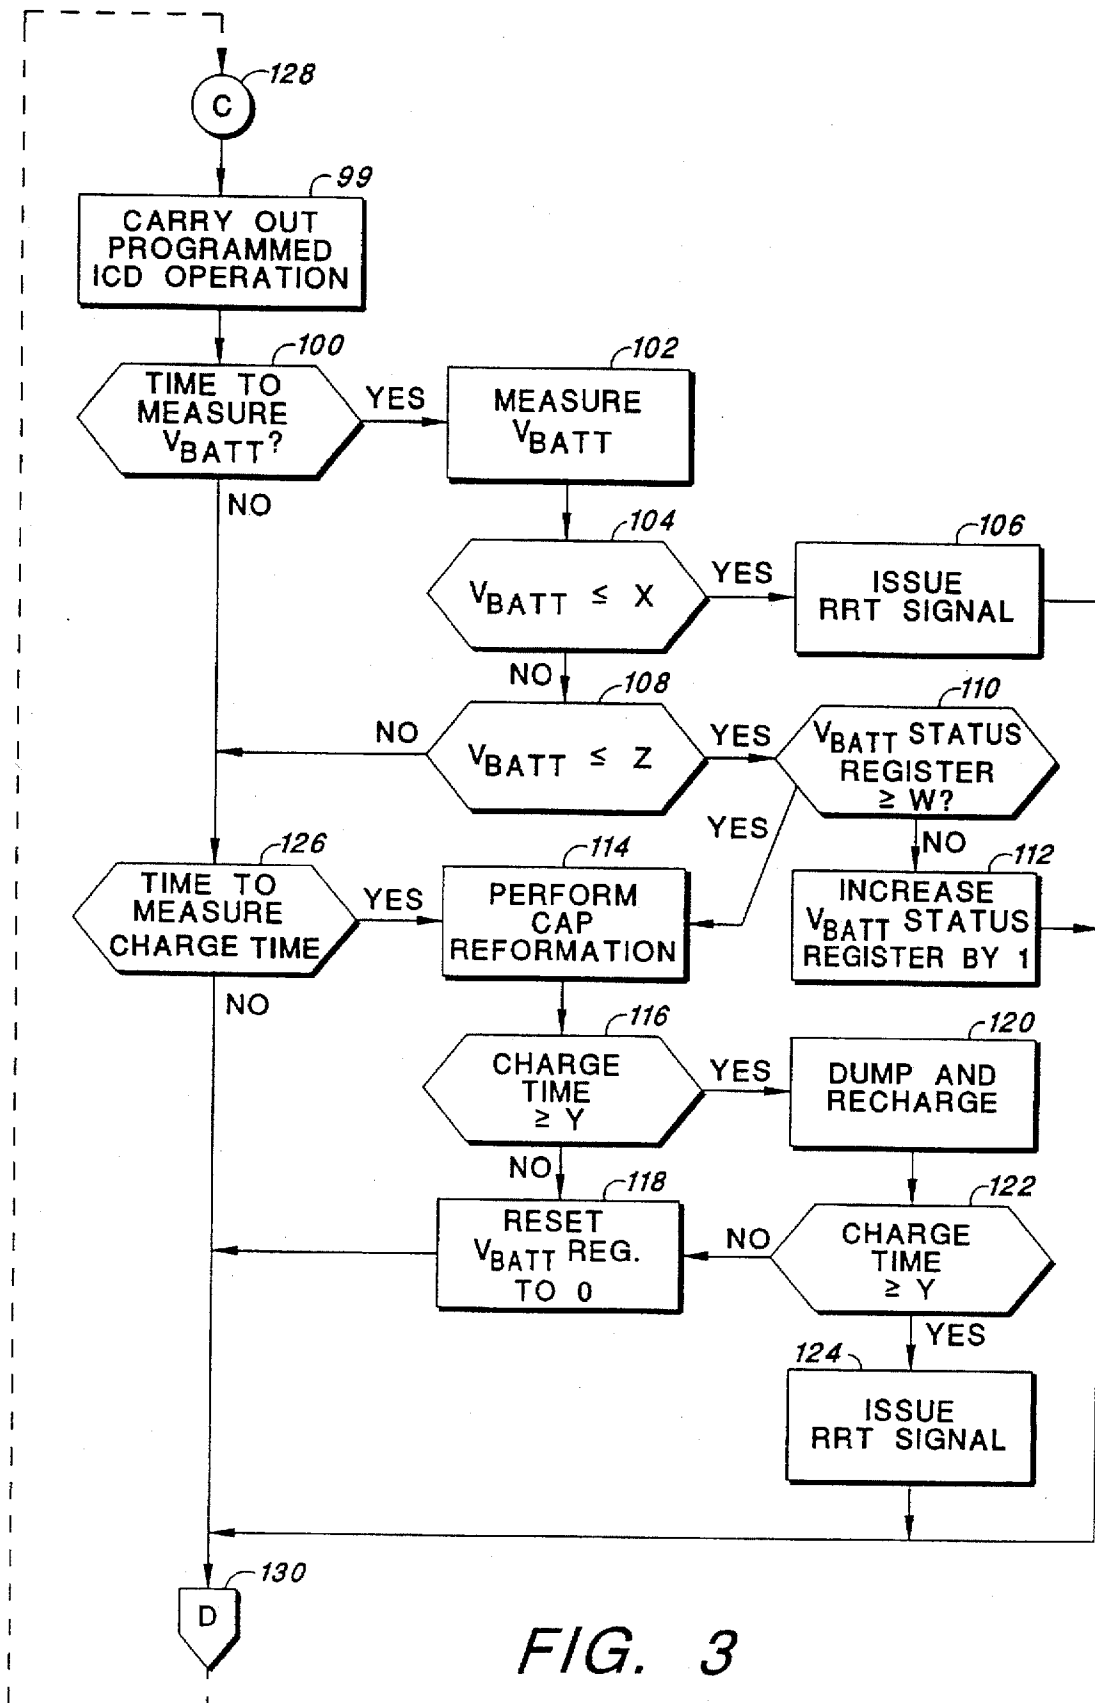 128
C
99
CARRY OUT
PROGRAMMED
ICD OPERATION
100
TIME TO
MEASURE
VBATT?
YES
NO
102
MEASURE
VBATT
104
VBATT ≤ X
YES
NO
106
ISSUE
RRT SIGNAL
108
VBATT ≤ Z
NO
YES
110
VBATT STATUS
REGISTER
≥ W?
YES
NO
112
INCREASE
VBATT STATUS
REGISTER BY 1
126
TIME TO
MEASURE
CHARGE TIME
YES
NO
114
PERFORM
CAP
REFORMATION
116
CHARGE
TIME
≥ Y
YES
NO
120
DUMP AND
RECHARGE
118
RESET
VBATT REG.
TO 0
122
CHARGE
TIME
≥ Y
NO
YES
124
ISSUE
RRT SIGNAL
130
D
FIG. 3